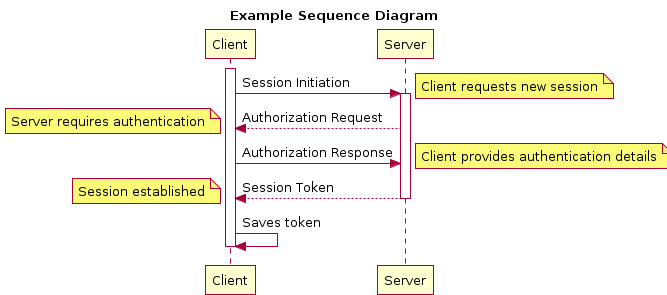 Example Sequence Diagram
Client
Server
Session Initiation
Client requests new session
Authorization Request
Server requires authentication
Authorization Response
Client provides authentication details
Session Token
Session established
Saves token
Client
Server